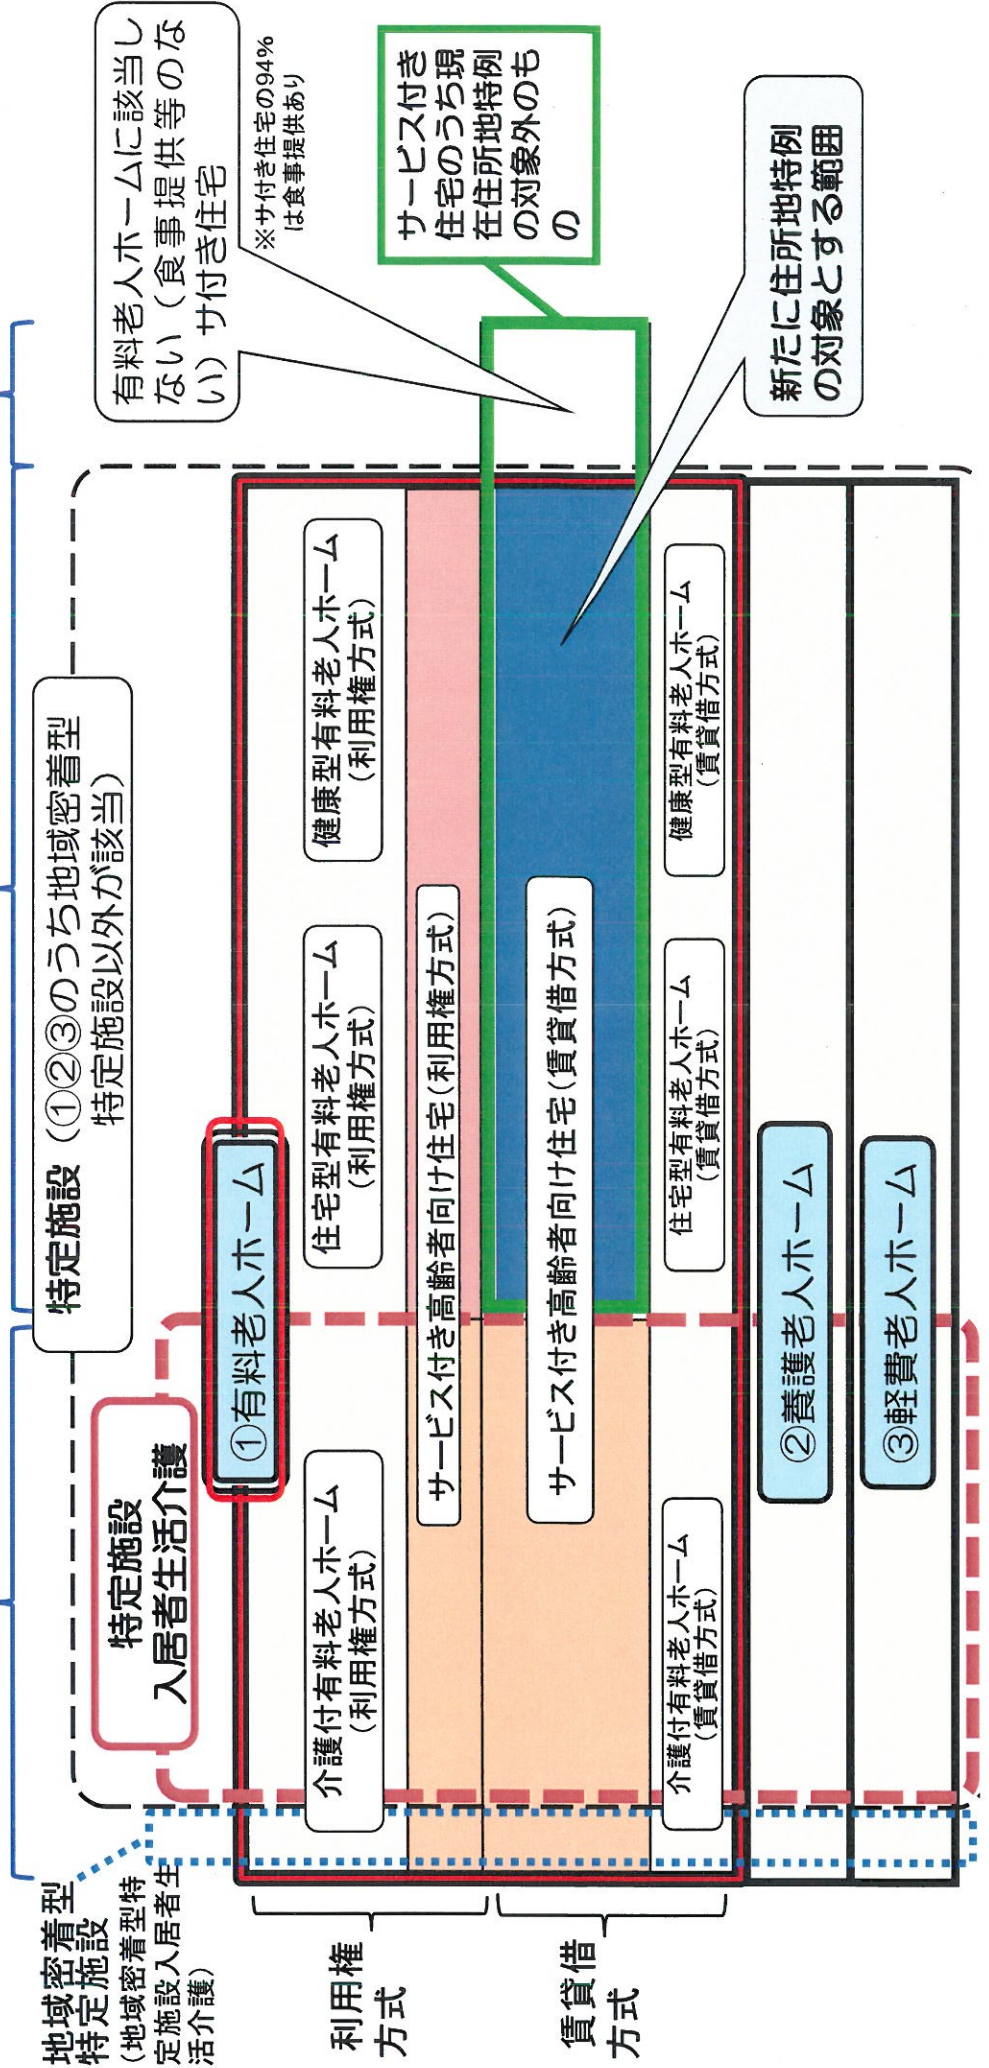 地域密着型
特定施設
（地域密着型特
定施設入居者生
活介護）
特定施設（①②③のうち地域密着型
特定施設以外が該当）
特定施設
入居者生活介護
①有料老人ホーム
有料老人ホームに該当し
ない（食事提供等のな
い）サ付き住宅
※サ付き住宅の94%
は食事提供あり
利用権
方式
介護付有料老人ホーム
（利用権方式）
住宅型有料老人ホーム
（利用権方式）
健康型有料老人ホーム
（利用権方式）
サービス付き高齢者向け住宅（利用権方式）
サービス付き
住宅のうち現
在住所地特例
の対象外のも
の
賃貸借
方式
サービス付き高齢者向け住宅（賃貸借方式）
介護付有料老人ホーム
（賃貸借方式）
住宅型有料老人ホーム
（賃貸借方式）
健康型有料老人ホーム
（賃貸借方式）
新たに住所地特例
の対象とする範囲
②養護老人ホーム
③軽費老人ホーム